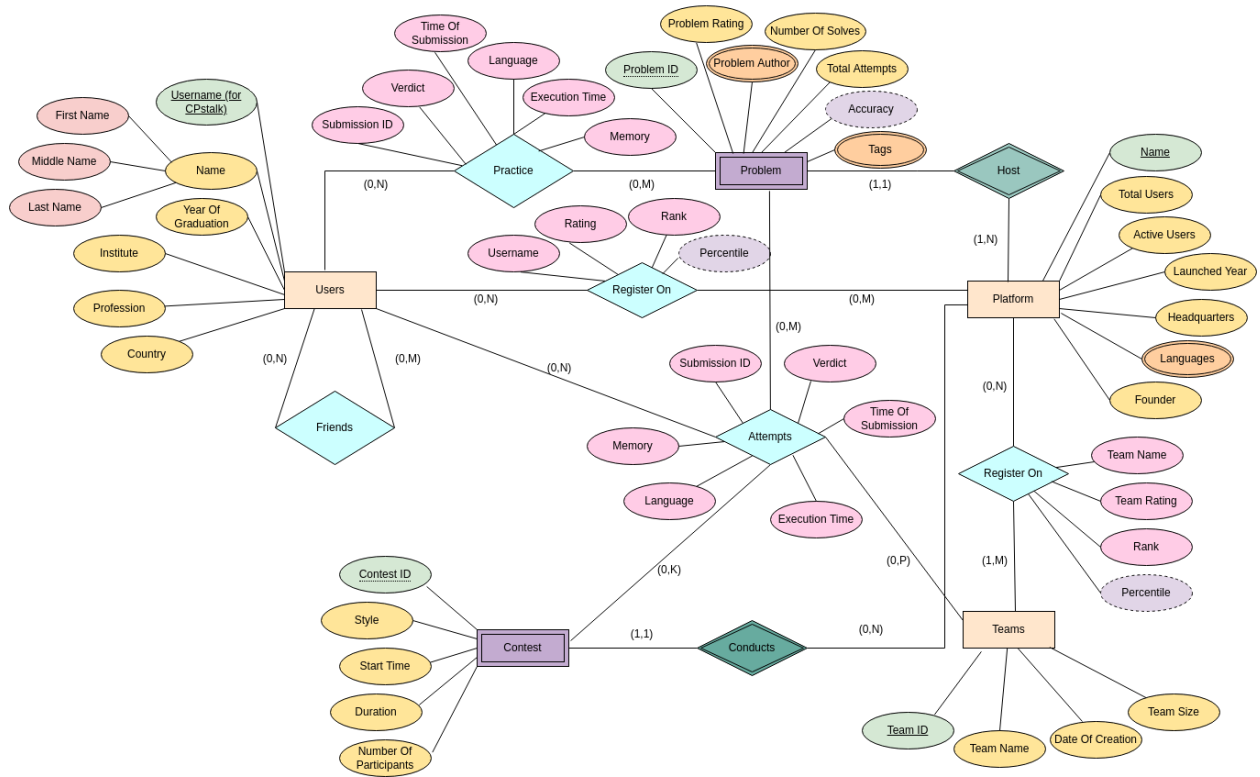 Time Of
Submission
Language
Verdict
Execution Time
Submission ID
Memory
Practice
(0,N)
(0,M)
Problem Rating
Number Of Solves
Problem Author
Problem ID
Total Attempts
Accuracy
Tags
Problem
(1,1)
Host
(1,N)
Username (for
CPstalk)
First Name
Middle Name
Last Name
Name
Year Of
Graduation
Institute
Profession
Country
Users
(0,N)
(0,M)
Friends
Rating
Rank
Username
Percentile
Register On
(0,N)
(0,M)
Name
Total Users
Active Users
Launched Year
Headquarters
Languages
Founder
Platform
(0,N)
(0,M)
(0,N)
Submission ID
Verdict
Time Of
Submission
Memory
Attempts
Language
Execution Time
(0,K)
(0,P)
Register On
Team Name
Team Rating
Rank
Percentile
(1,M)
Contest ID
Style
Start Time
Duration
Number Of
Participants
Contest
(1,1)
Conducts
(0,N)
Teams
Team ID
Team Name
Date Of Creation
Team Size